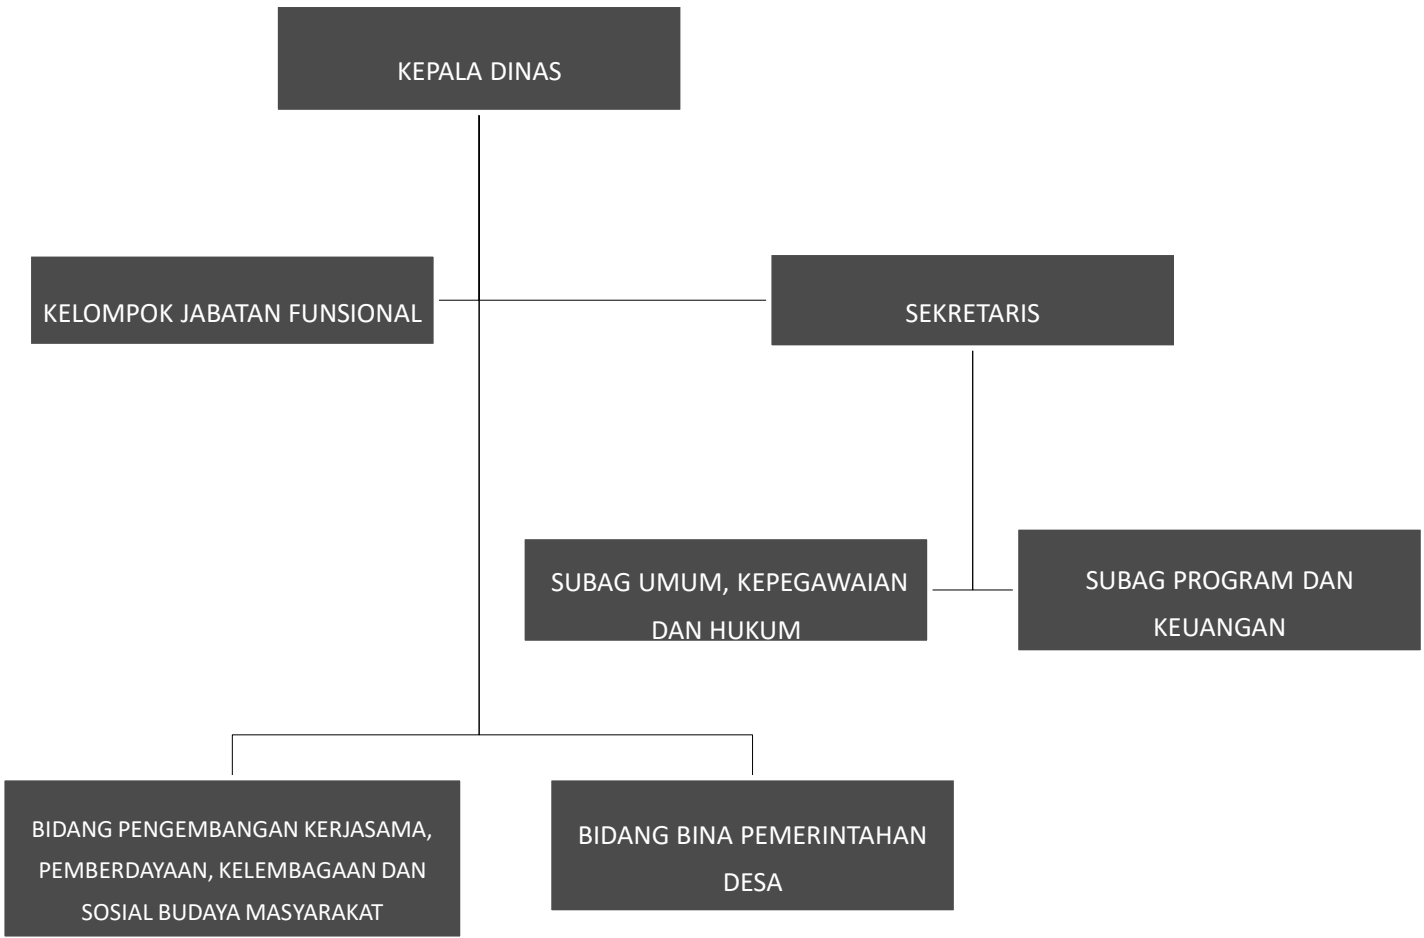 KEPALA DINAS
KELOMPOK JABATAN FUNSIONAL
SEKRETARIS
SUBAG UMUM, KEPEGAWAIAN
DAN HUKUM
SUBAG PROGRAM DAN
KEUANGAN
BIDANG PENGEMBANGAN KERJASAMA,
PEMBERDAYAAN, KELEMBAGAAN DAN
SOSIAL BUDAYA MASYARAKAT
BIDANG BINA PEMERINTAHAN
DESA